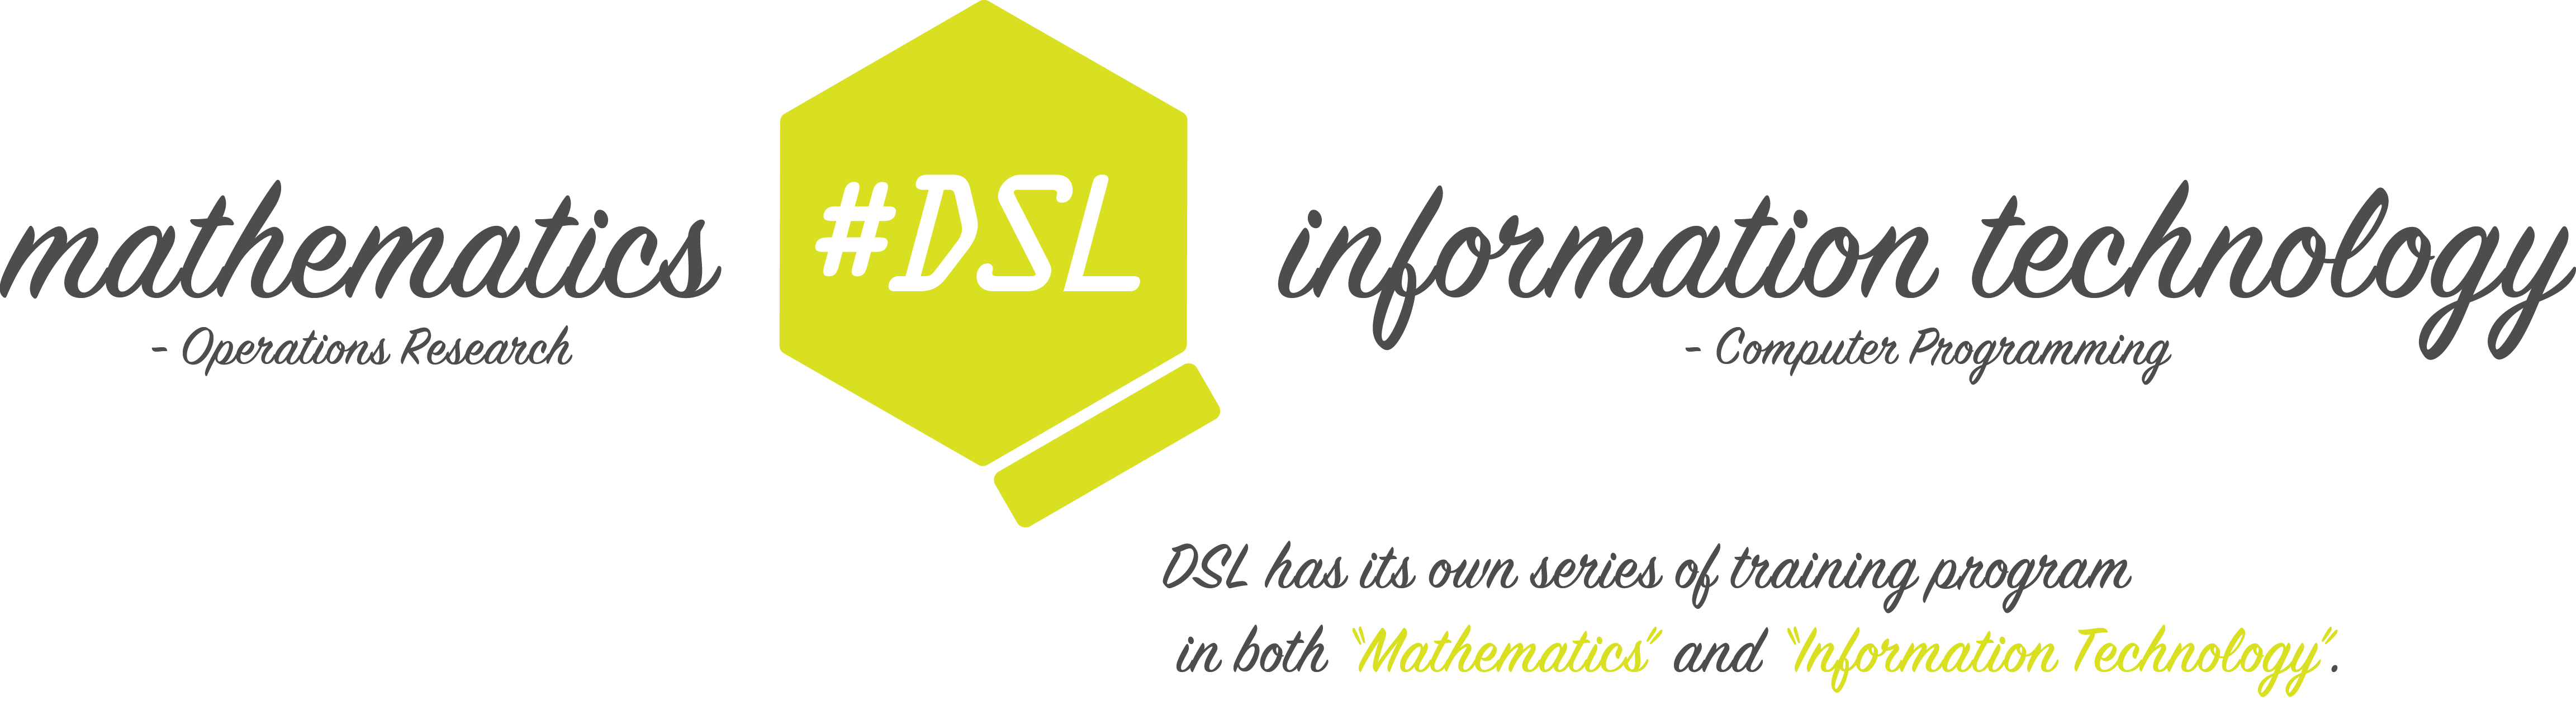 mathematics
- Operations Research
#DSL
information technology
- Computer Programming
DSL has its own series of training program
in both "Mathematics" and "Information Technology".